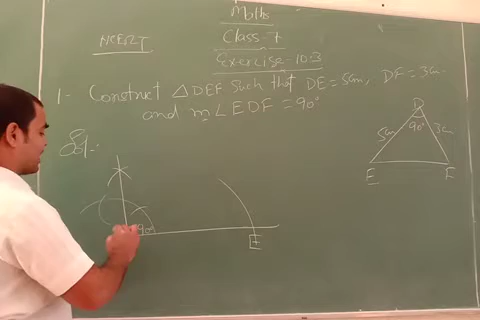 Maths
NCERT
Class-7
Exercise-10.3
1- Construct △DEF such that DE=5cm, DF=3cm
and m∠EDF=90°
Sol-
D
5cm 90° 3cm
E F
90°
E